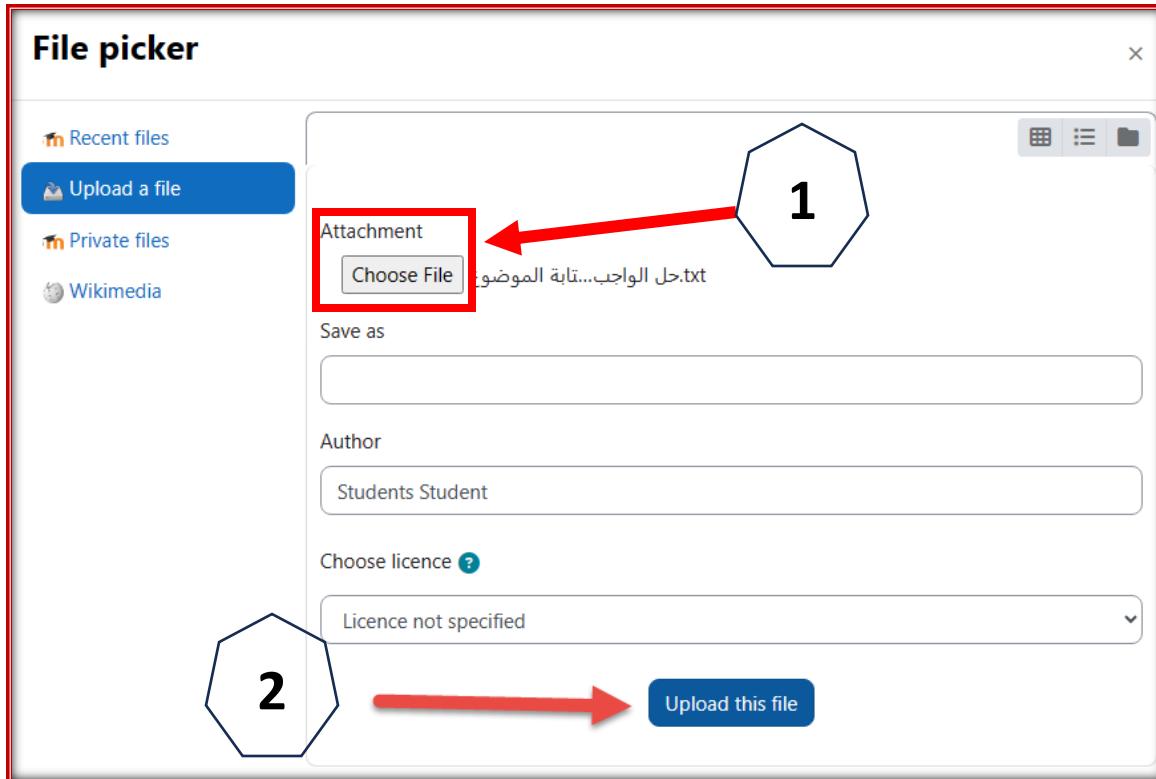 File picker
×
Recent files
Upload a file
Private files
Wikimedia
1
Attachment
Choose File
حل الواجب...تابة الموضوع.txt
Save as
Author
Students Student
Choose licence ?
Licence not specified
2
Upload this file